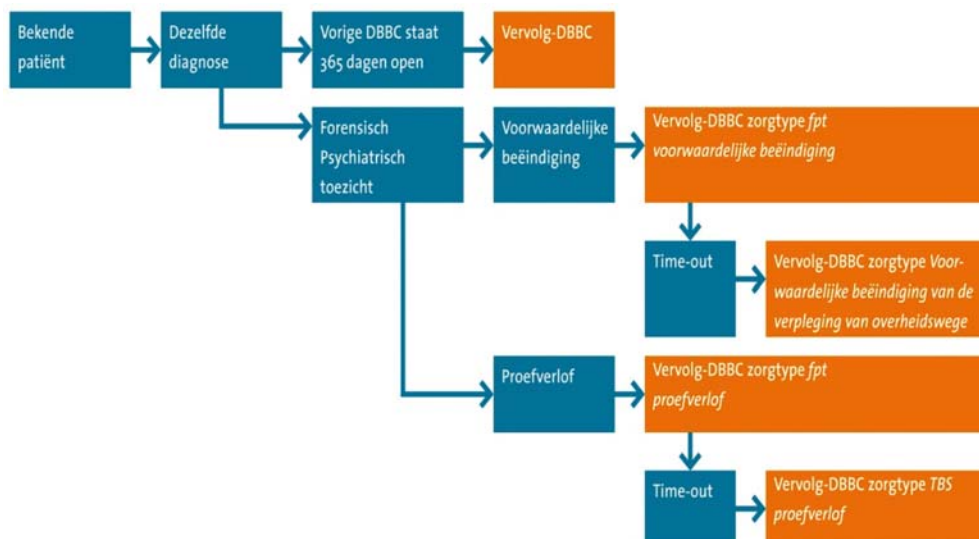 Bekende
patiënt
Dezelfde
diagnose
Vorige DBBC staat
365 dagen open
Vervolg-DBBC
Forensisch
Psychiatrisch
toezicht
Voorwaardelijke
beëindiging
Vervolg-DBBC zorgtype fpt
voorwaardelijke beëindiging
Time-out
Vervolg-DBBC zorgtype Voor-
waardelijke beëindiging van de
verpleging van overheidswege
Proefverlof
Vervolg-DBBC zorgtype fpt
proefverlof
Time-out
Vervolg-DBBC zorgtype TBS
proefverlof